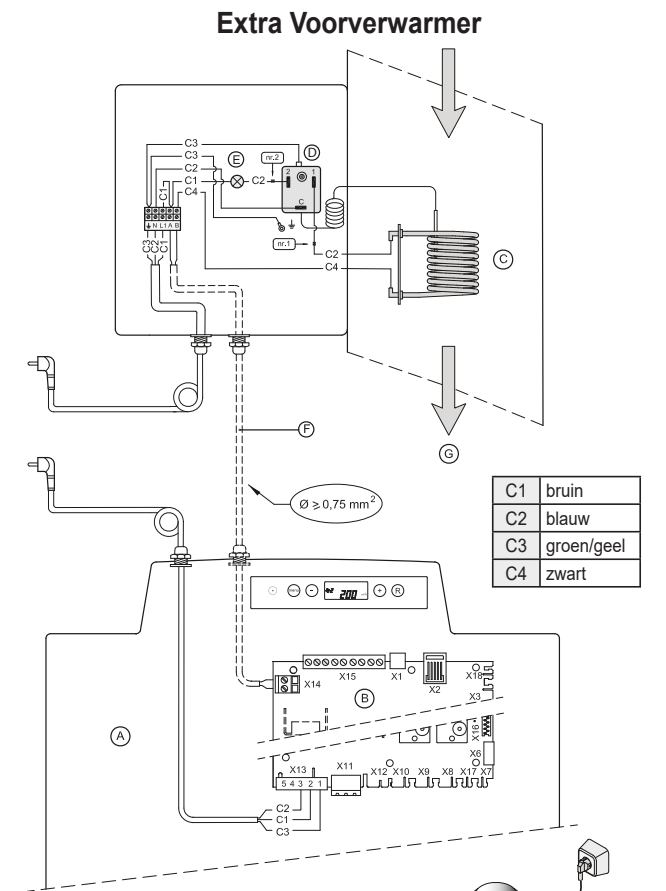 Extra Voorverwarmer
C3
C3
C2
C1
C4
C1
E
C2
nr.2
D
2 1
C
nr.1
N L1 A B
C3
C2
C1
C2
C4
C
F
G
Ø ≥ 0,75 mm²
C1 bruin
C2 blauw
C3 groen/geel
C4 zwart
menu - 200 + R
X15
X1
X2
X18
X14
B
X3
X16
X6
A
X13
X11
X12 X10 X9 X8 X17 X7
5 4 3 2 1
C2
C1
C3